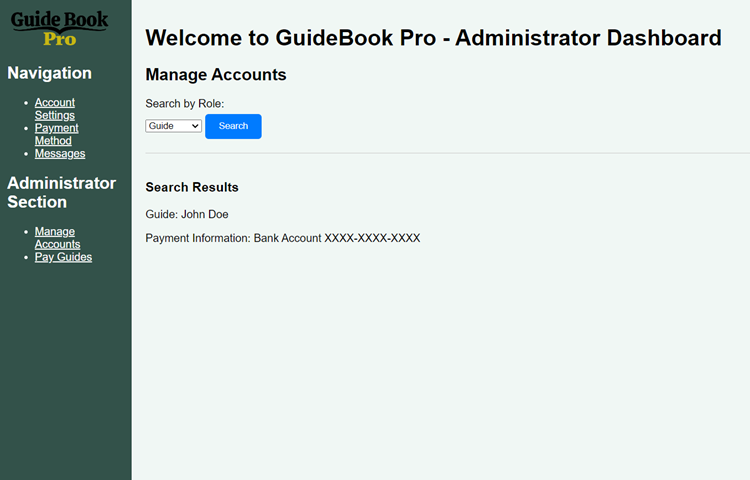 Guide Book
Pro
Navigation
Account
Settings
Payment
Method
Messages
Administrator
Section
Manage
Accounts
Pay Guides
Welcome to GuideBook Pro - Administrator Dashboard
Manage Accounts
Search by Role:
Guide Search
Search Results
Guide: John Doe
Payment Information: Bank Account XXXX-XXXX-XXXX